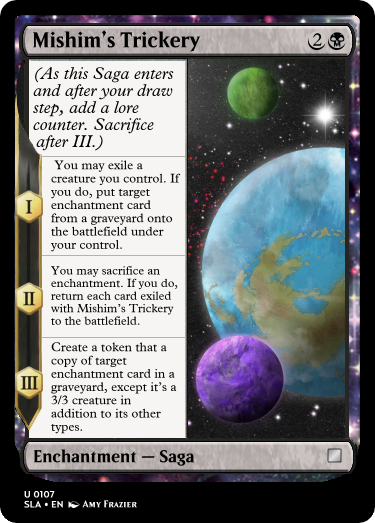 Mishim's Trickery 2
(As this Saga enters
and after your draw
step, add a lore
counter. Sacrifice
after III.)
I
You may exile a
creature you control. If
you do, put target
enchantment card
from a graveyard onto
the battlefield under
your control.
II
You may sacrifice an
enchantment. If you do,
return each card exiled
with Mishim's Trickery
to the battlefield.
III
Create a token that a
copy of target
enchantment card in a
graveyard, except it's a
3/3 creature in
addition to its other
types.
Enchantment — Saga
U 0107
SLA • EN Amy Frazier